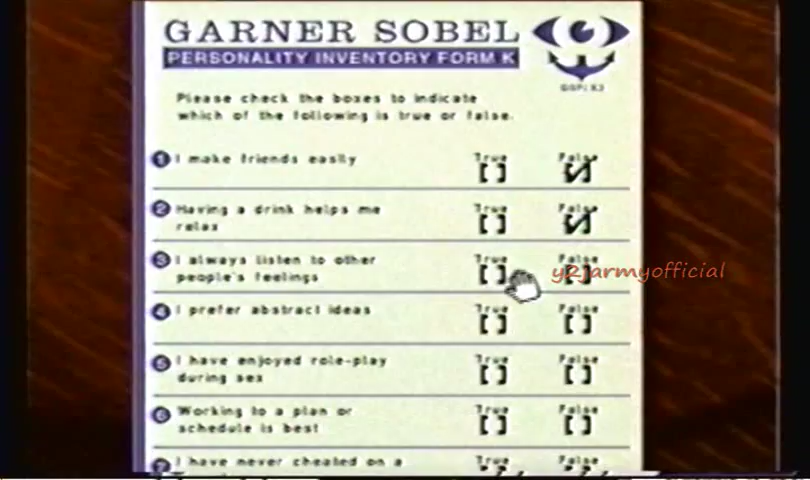 GARNER SOBEL
PERSONALITY INVENTORY FORM K
Please check the boxes to indicate
which of the following is true or false.
1 I make friends easily True [ ] False [ ]
2 Having a drink helps me
relax True [ ] False [ ]
3 I always listen to other
people's feelings True [ ] False [ ]
y2jarmyofficial
4 I prefer abstract ideas True [ ] False [ ]
5 I have enjoyed role-play
during sex True [ ] False [ ]
6 Working to a plan or
schedule is best True [ ] False [ ]
7 I have never cheated on a True False